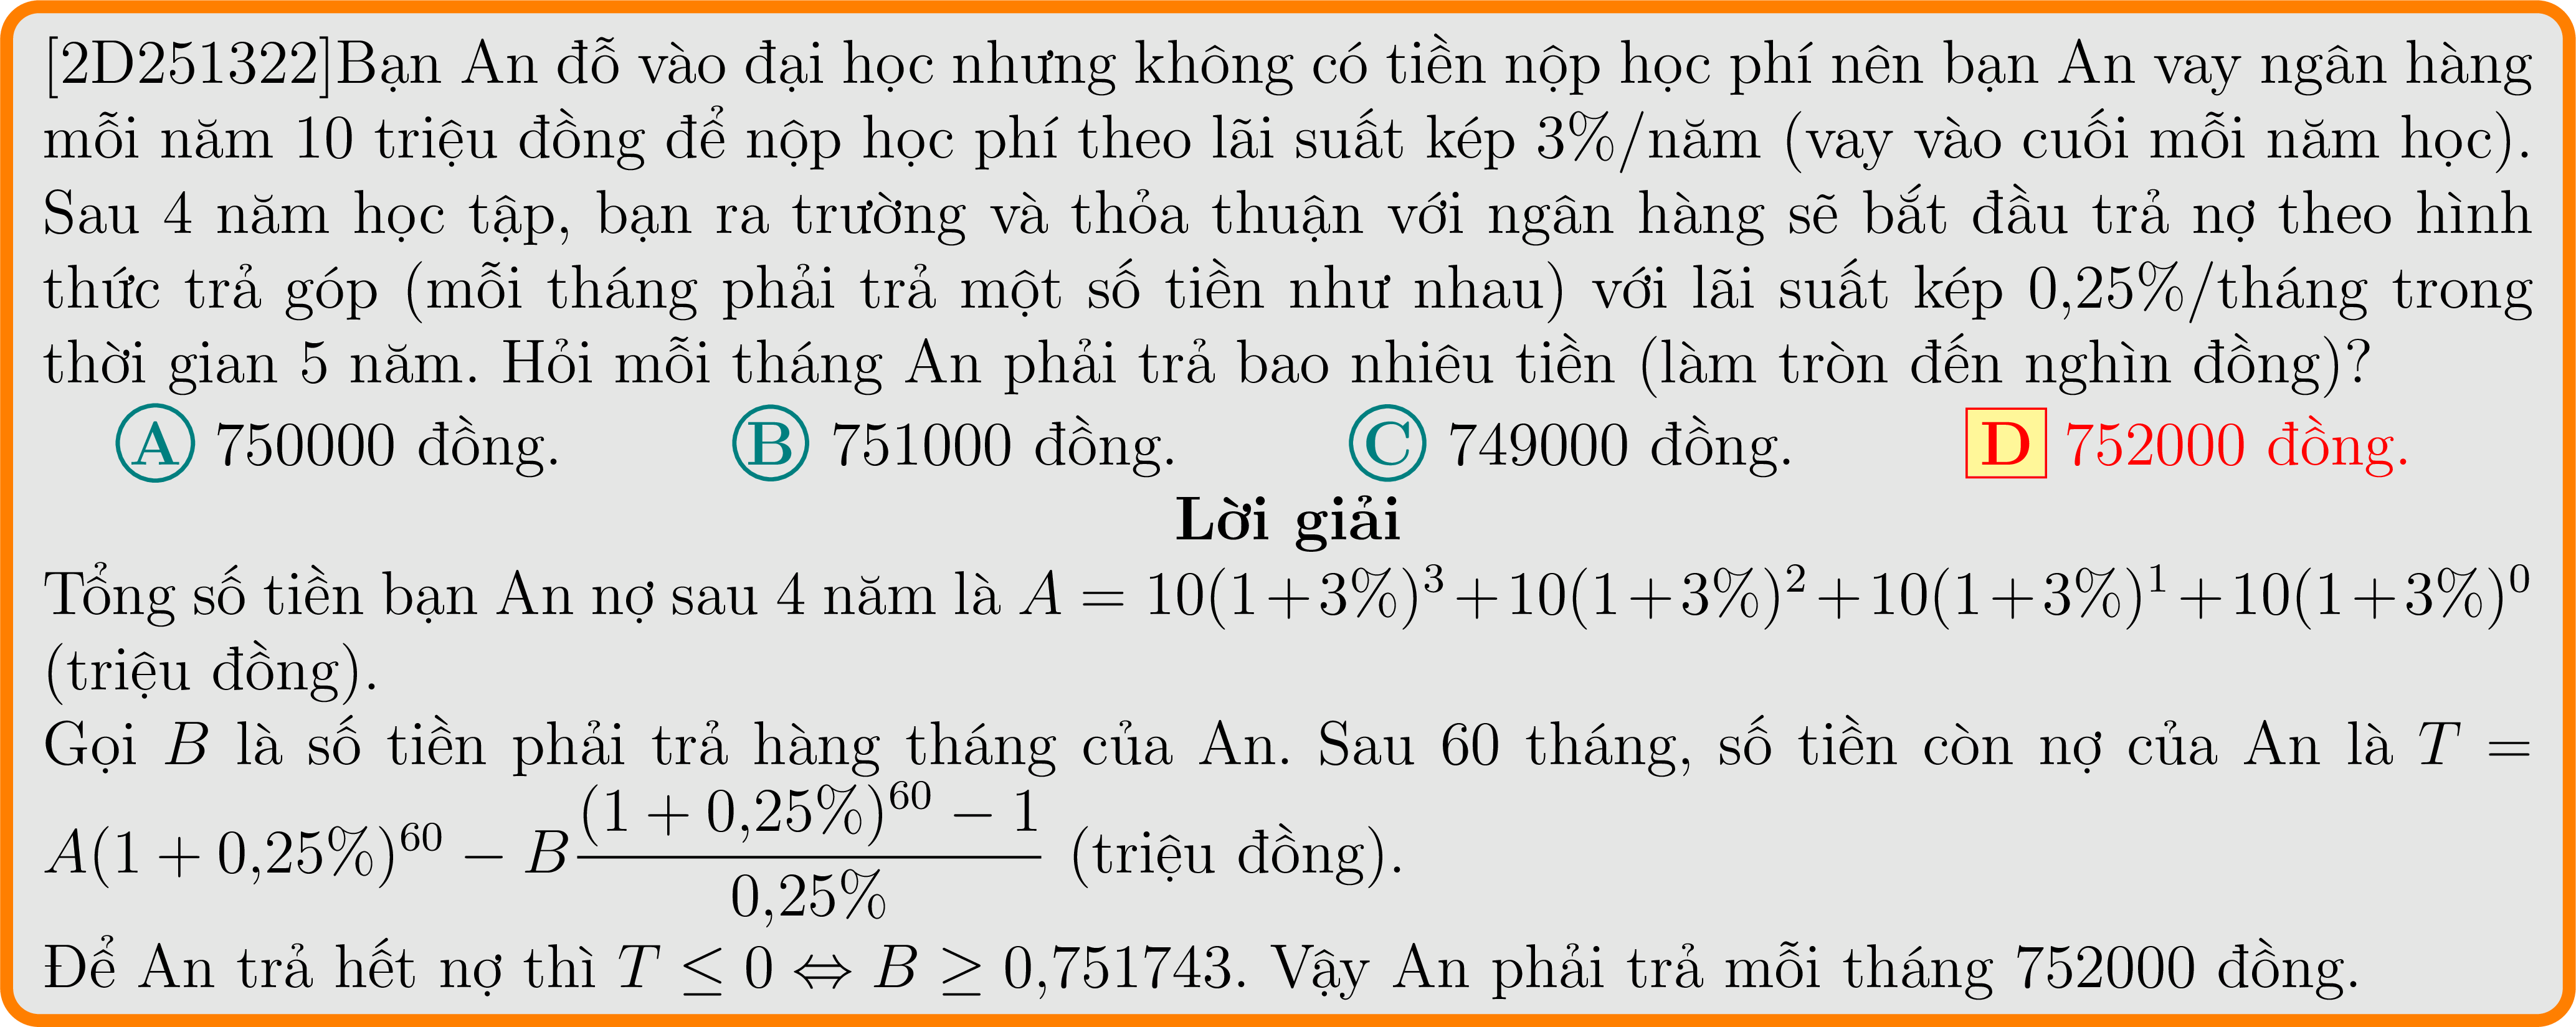 [2D251322]Bạn An đỗ vào đại học nhưng không có tiền nộp học phí nên bạn An vay ngân hàng
mỗi năm 10 triệu đồng để nộp học phí theo lãi suất kép 3%/năm (vay vào cuối mỗi năm học).
Sau 4 năm học tập, bạn ra trường và thỏa thuận với ngân hàng sẽ bắt đầu trả nợ theo hình
thức trả góp (mỗi tháng phải trả một số tiền như nhau) với lãi suất kép 0,25%/tháng trong
thời gian 5 năm. Hỏi mỗi tháng An phải trả bao nhiêu tiền (làm tròn đến nghìn đồng)?
A 750000 đồng. B 751000 đồng. C 749000 đồng. D 752000 đồng.
Lời giải
Tổng số tiền bạn An nợ sau 4 năm là $A = 10(1+3\%)^3+10(1+3\%)^2+10(1+3\%)^1+10(1+3\%)^0$
(triệu đồng).
Gọi $B$ là số tiền phải trả hàng tháng của An. Sau 60 tháng, số tiền còn nợ của An là $T =$
$A(1 + 0{,}25\%)^{60} - B\frac{(1 + 0{,}25\%)^{60} - 1}{0{,}25\%}$ (triệu đồng).
Để An trả hết nợ thì $T \leq 0 \Leftrightarrow B \geq 0{,}751743$. Vậy An phải trả mỗi tháng 752000 đồng.